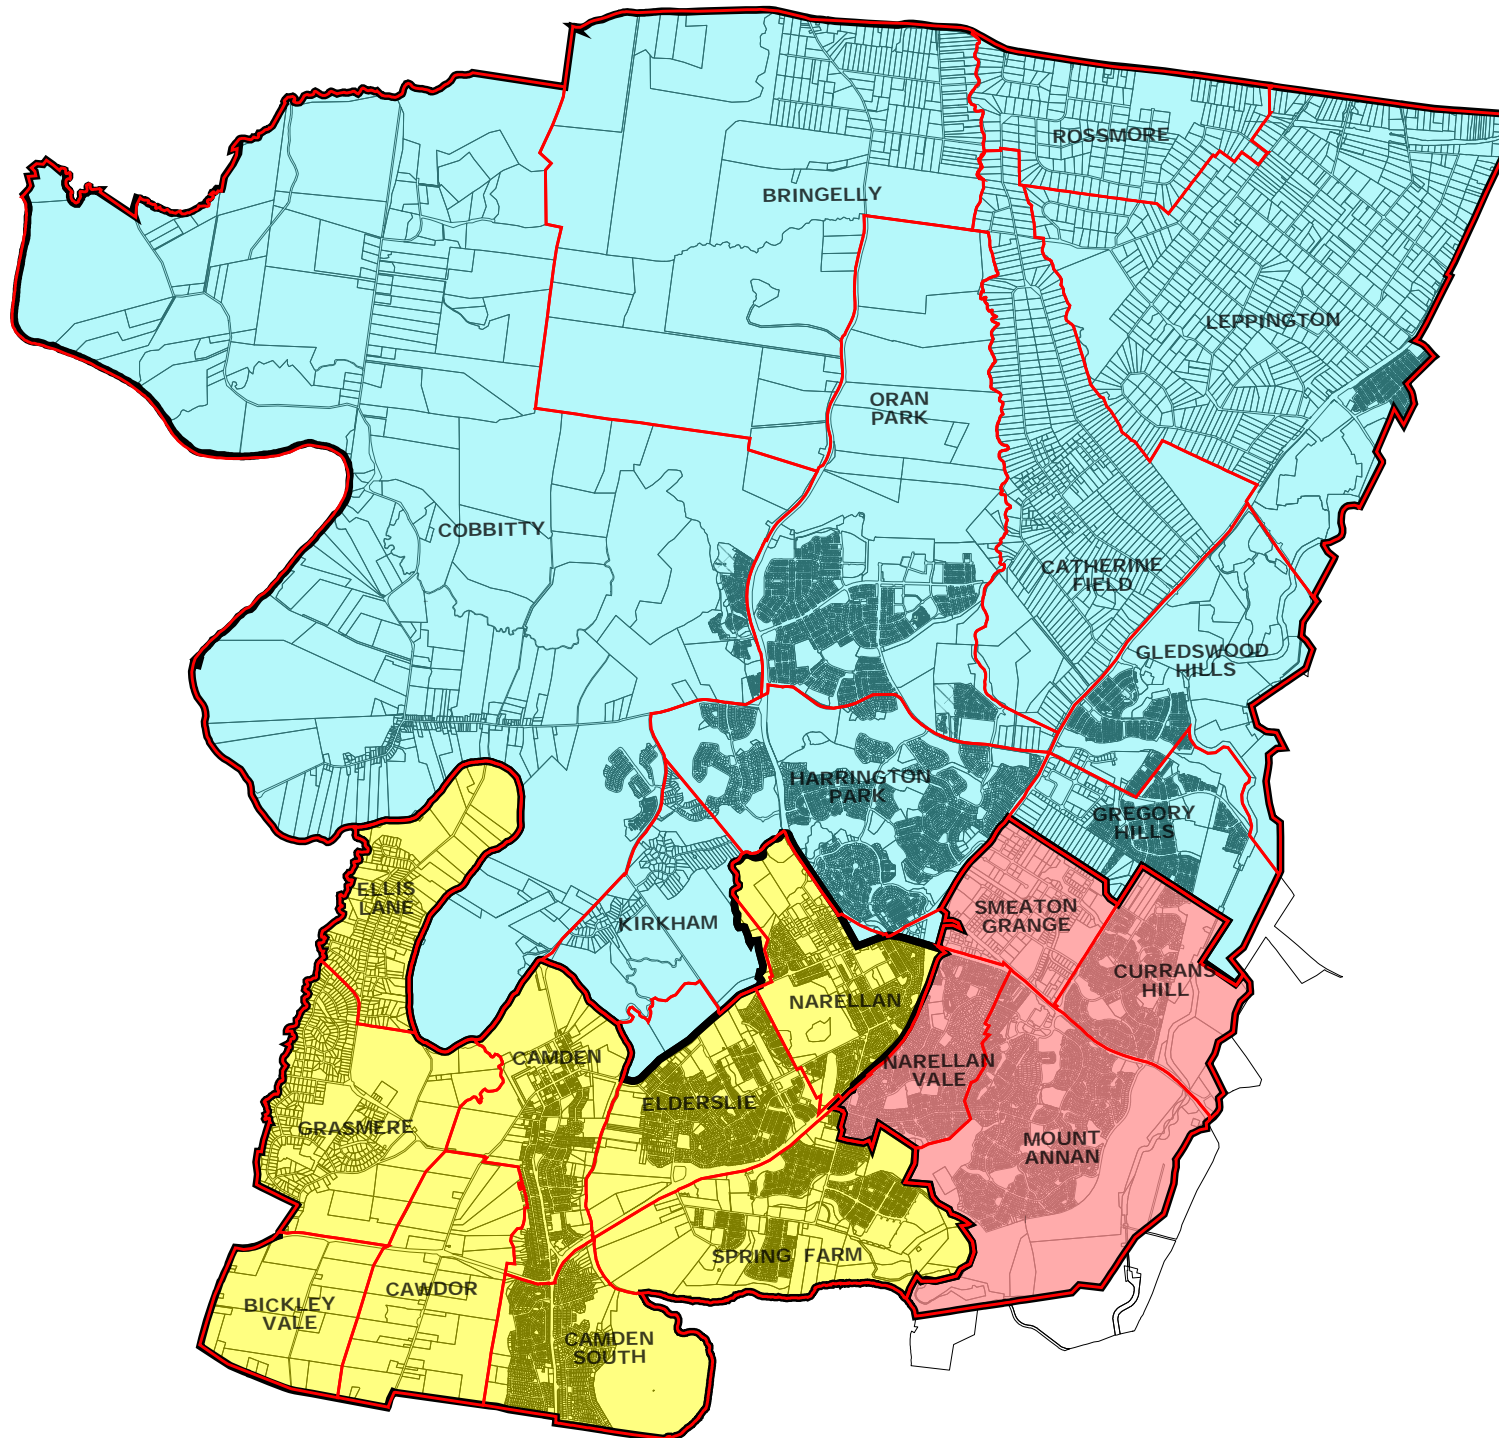 ROSSMORE
BRINGELLY
LEPPINGTON
ORAN
PARK
COBBITTY
CATHERINE
FIELD
GLEDSWOOD
HILLS
HARRINGTON
PARK
GREGORY
HILLS
ELLIS
LANE
SMEATON
GRANGE
KIRKHAM
CURRANS
HILL
NARELLAN
CAMDEN
NARELLAN
VALE
ELDERSLIE
GRASMERE
MOUNT
ANNAN
SPRING FARM
CAWDOR
BICKLEY
VALE
CAMDEN
SOUTH